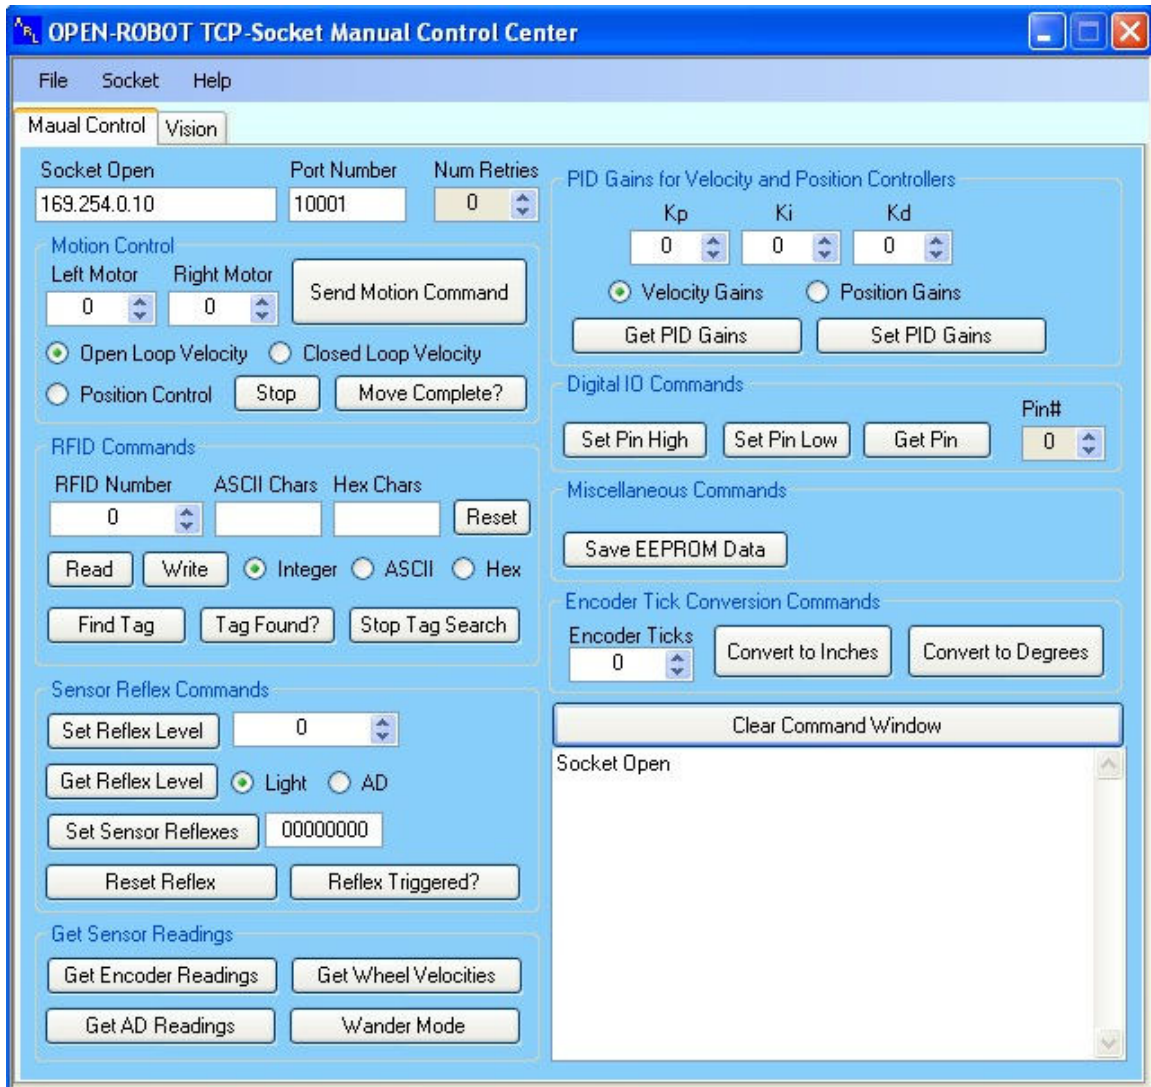 ARL OPEN-ROBOT TCP-Socket Manual Control Center
File Socket Help
Maual Control Vision
Socket Open Port Number Num Retries
169.254.0.10 10001 0
Motion Control
Left Motor Right Motor
0 0 Send Motion Command
Open Loop Velocity Closed Loop Velocity
Position Control Stop Move Complete?
RFID Commands
RFID Number ASCII Chars Hex Chars
0 Reset
Read Write Integer ASCII Hex
Find Tag Tag Found? Stop Tag Search
Sensor Reflex Commands
Set Reflex Level 0
Get Reflex Level Light AD
Set Sensor Reflexes 00000000
Reset Reflex Reflex Triggered?
Get Sensor Readings
Get Encoder Readings Get Wheel Velocities
Get AD Readings Wander Mode
PID Gains for Velocity and Position Controllers
Kp Ki Kd
0 0 0
Velocity Gains Position Gains
Get PID Gains Set PID Gains
Digital IO Commands
Pin#
Set Pin High Set Pin Low Get Pin 0
Miscellaneous Commands
Save EEPROM Data
Encoder Tick Conversion Commands
Encoder Ticks
0 Convert to Inches Convert to Degrees
Clear Command Window
Socket Open